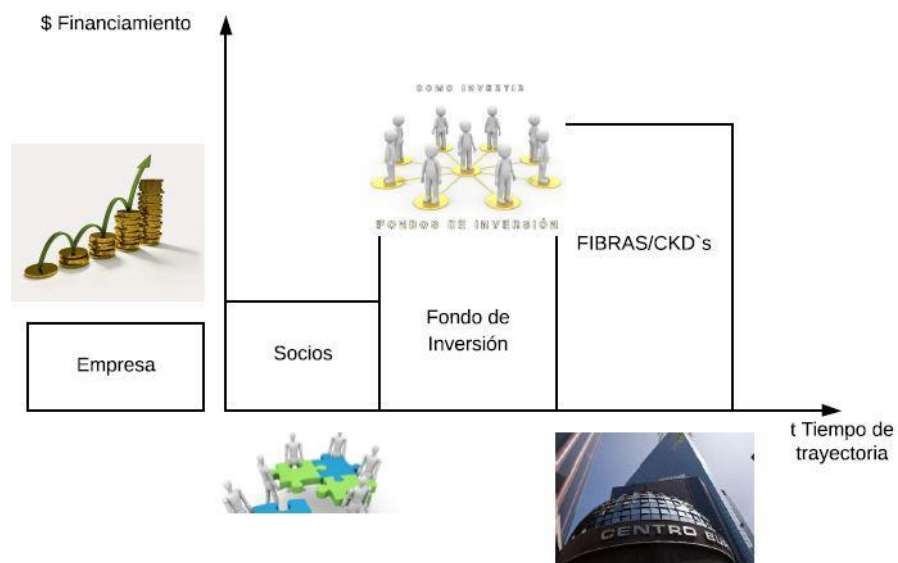 $ Financiamiento
COMO INVERTIR
FONDOS DE INVERSIÓN
FIBRAS/CKD`s
Empresa
Socios
Fondo de
Inversión
t Tiempo de
trayectoria
CENTRO